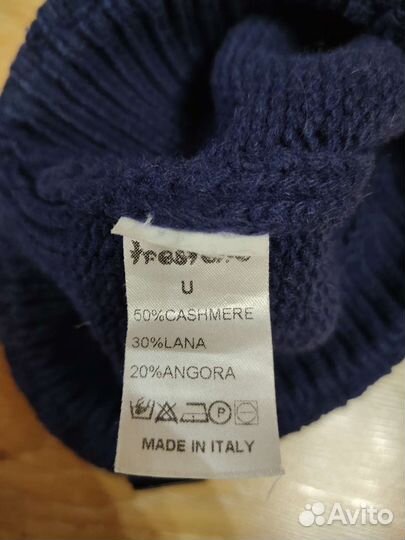 U
50%CASHMERE
30%LANA
20%ANGORA
P
MADE IN ITALY
Avito